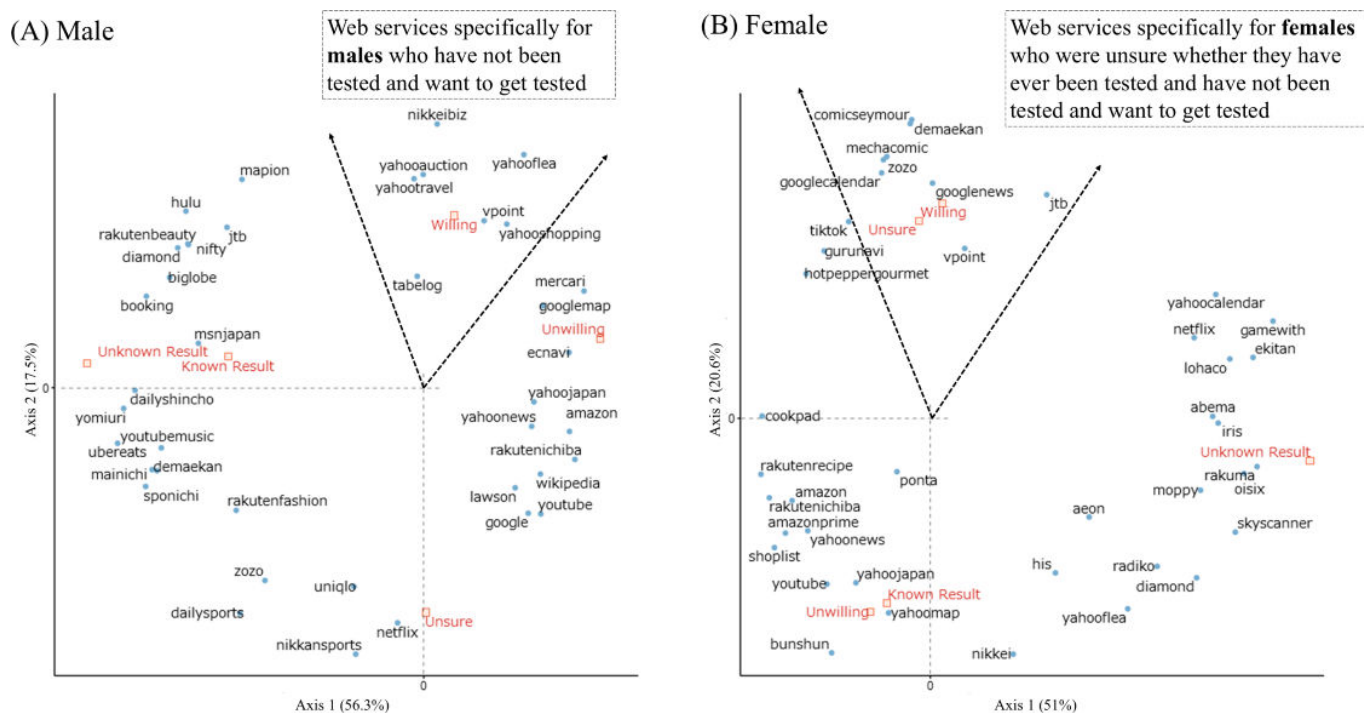 (A) Male
Web services specifically for
males who have not been
tested and want to get tested
nikkeibiz
yahooauction
yahooflea
yahootravel
mapion
hulu
vpoint
Willing
yahooshopping
jtb
rakutenbeauty
nifty
diamond
biglobe
tabelog
mercari
booking
googlemap
Unwilling
msnjapan
Unknown Result
ecnavi
Known Result
0
dailyshincho
yahoojapan
yomiuri
yahoonews
amazon
youtubemusic
ubereats
rakutenichiba
mainichi
demaekan
wikipedia
sponichi
lawson
rakutenfashion
youtube
google
zozo
uniqlo
dailysports
Unsure
netflix
nikkansports
0
Axis 1 (56.3%)
Axis 2 (17.5%)
(B) Female
Web services specifically for females
who were unsure whether they have
ever been tested and have not been
tested and want to get tested
comicseymour
demaekan
mechacomic
zozo
googlecalendar
googlenews
jtb
Willing
tiktok
Unsure
gurunavi
vpoint
hotpeppergourmet
yahoocalendar
netflix
gamewith
ekitan
lohaco
abema
0
cookpad
iris
Unknown Result
rakutenrecipe
ponta
rakuma
oisix
amazon
moppy
rakutenichiba
aeon
amazonprime
skyscanner
yahoonews
shoplist
his
radiko
youtube
yahoojapan
diamond
Known Result
Unwilling
yahoomap
yahooflea
bunshun
nikkei
0
Axis 1 (51%)
Axis 2 (20.6%)